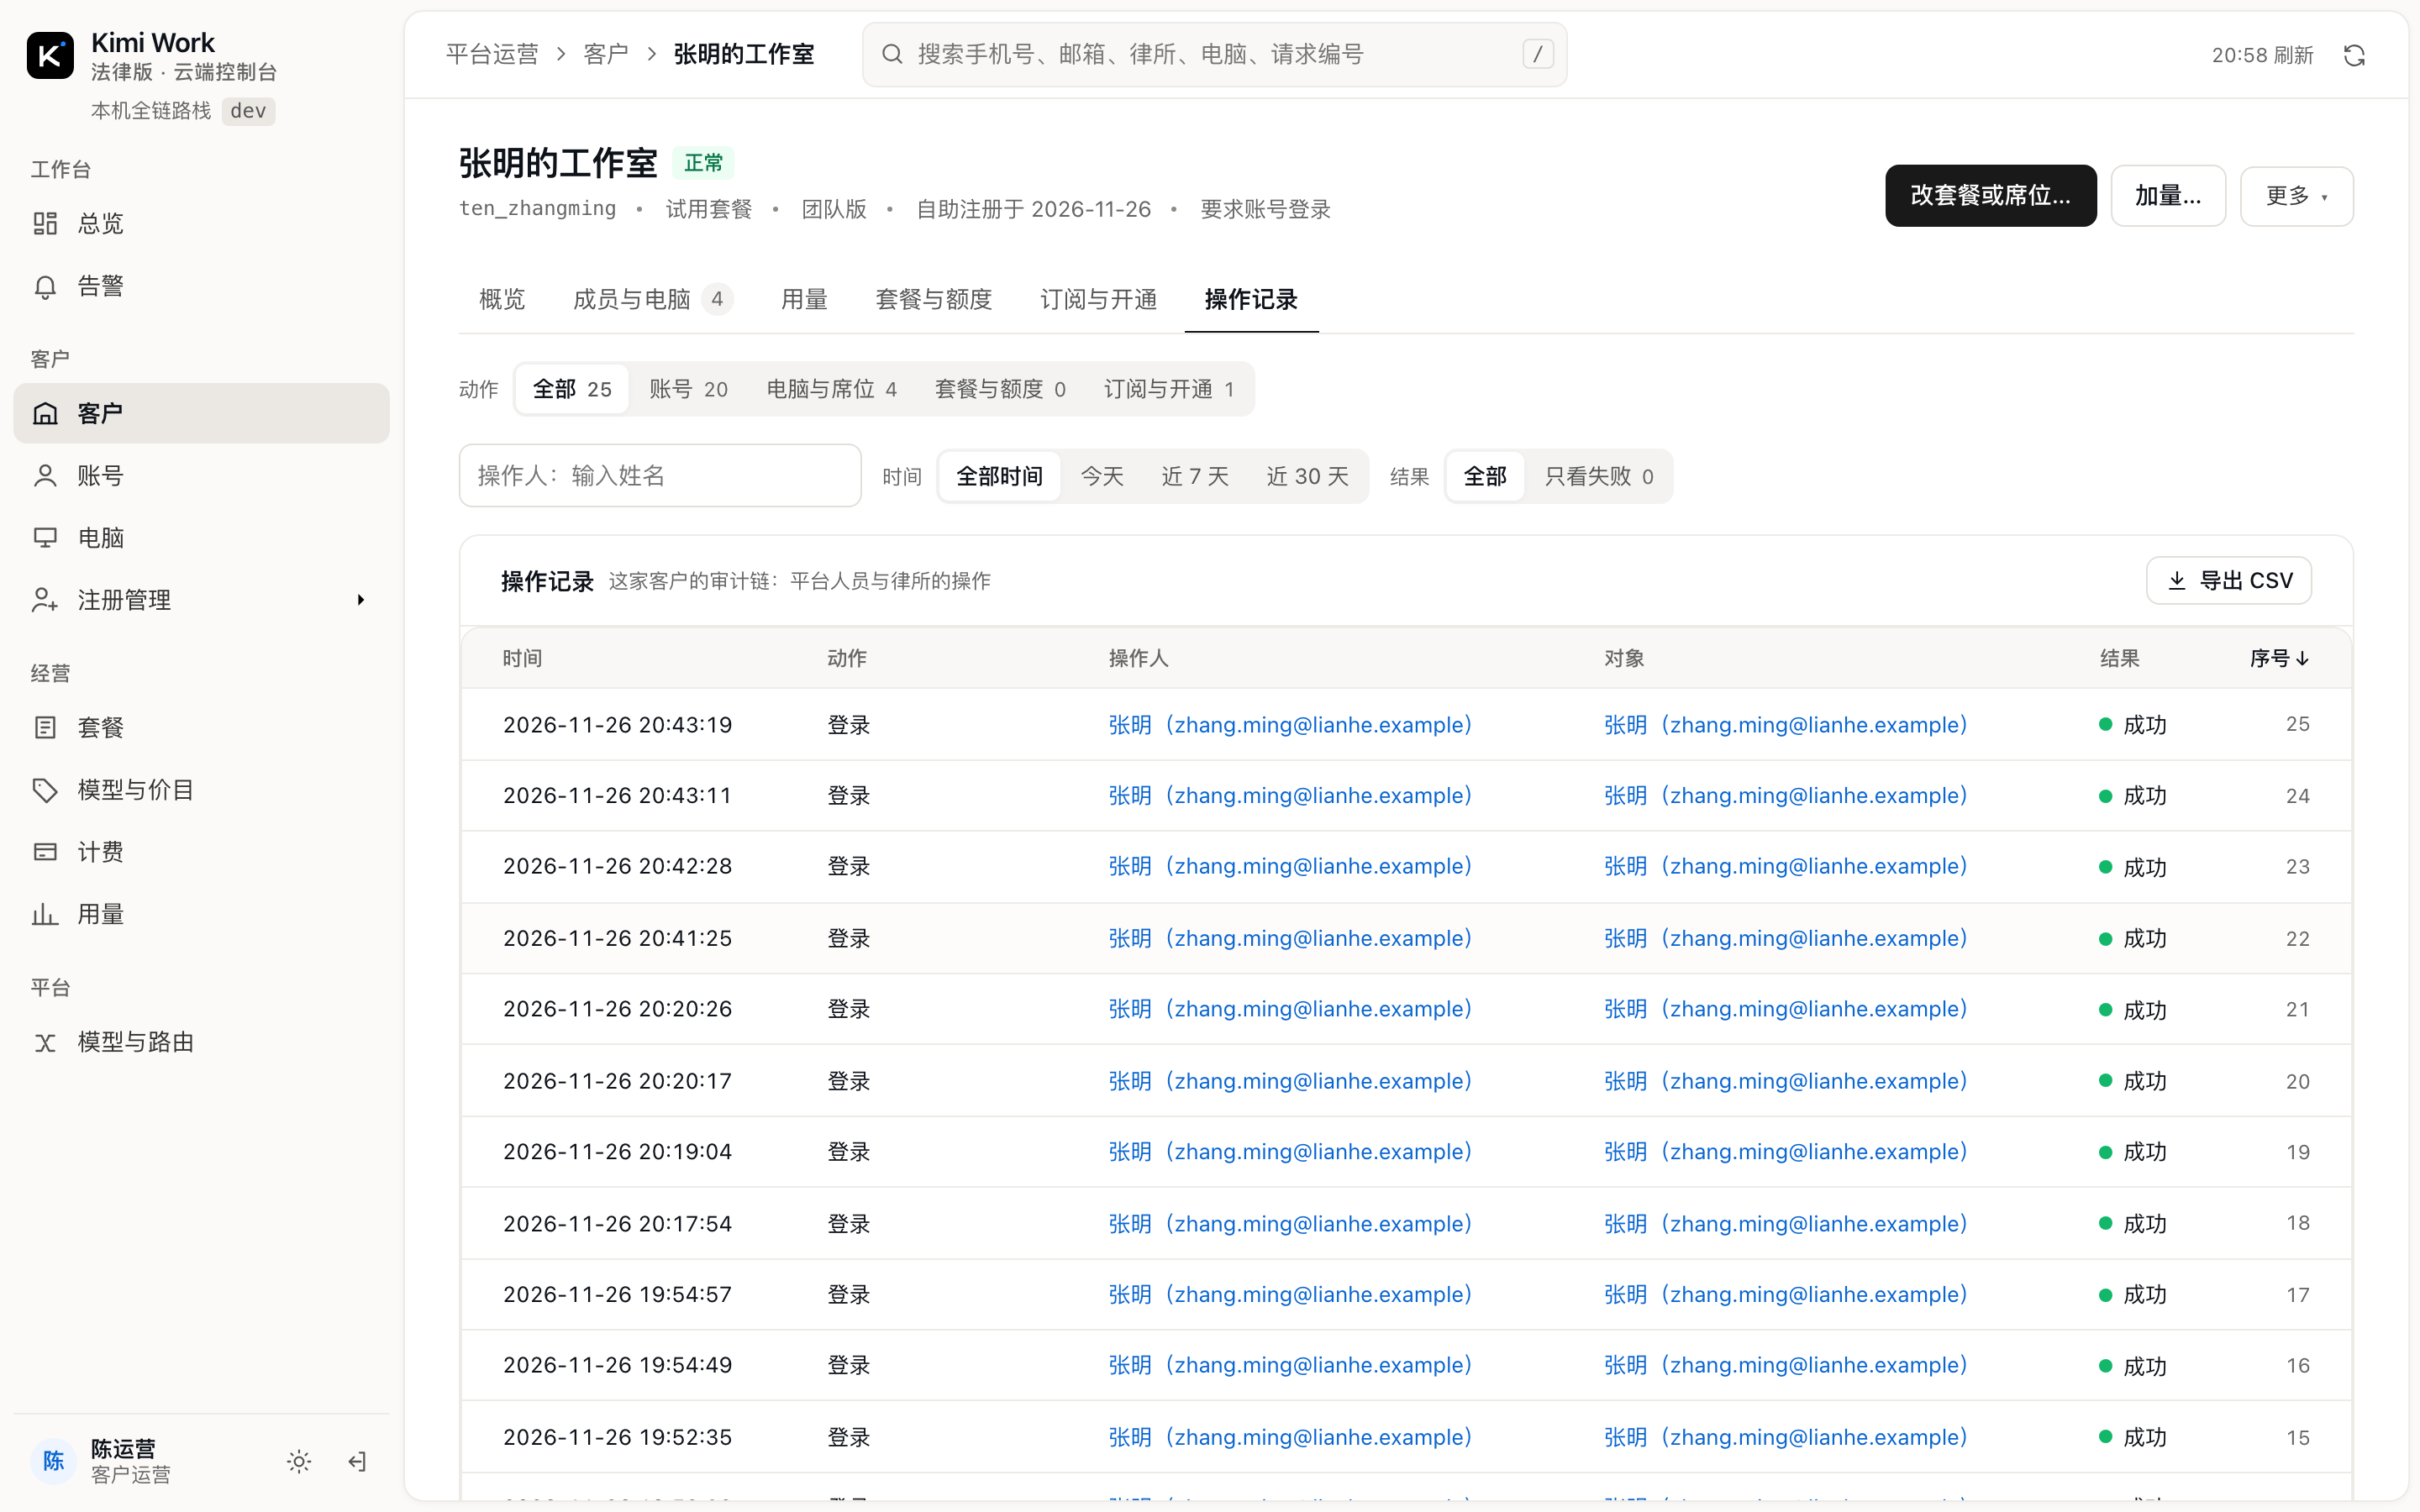 Kimi Work
法律版 · 云端控制台
本机全链路栈 dev
工作台
总览
告警
客户
客户
账号
电脑
注册管理
经营
套餐
模型与价目
计费
用量
平台
模型与路由
陈 陈运营
客户运营
平台运营 > 客户 > 张明的工作室
搜索手机号、邮箱、律所、电脑、请求编号 /
20:58 刷新
张明的工作室 正常
ten_zhangming • 试用套餐 • 团队版 • 自助注册于 2026-11-26 • 要求账号登录
改套餐或席位... 加量... 更多
概览 成员与电脑 4 用量 套餐与额度 订阅与开通 操作记录
动作 全部 25 账号 20 电脑与席位 4 套餐与额度 0 订阅与开通 1
操作人：输入姓名 时间 全部时间 今天 近 7 天 近 30 天 结果 全部 只看失败 0
操作记录 这家客户的审计链：平台人员与律所的操作 导出 CSV
时间 动作 操作人 对象 结果 序号↓
2026-11-26 20:43:19 登录 张明（zhang.ming@lianhe.example） 张明（zhang.ming@lianhe.example） 成功 25
2026-11-26 20:43:11 登录 张明（zhang.ming@lianhe.example） 张明（zhang.ming@lianhe.example） 成功 24
2026-11-26 20:42:28 登录 张明（zhang.ming@lianhe.example） 张明（zhang.ming@lianhe.example） 成功 23
2026-11-26 20:41:25 登录 张明（zhang.ming@lianhe.example） 张明（zhang.ming@lianhe.example） 成功 22
2026-11-26 20:20:26 登录 张明（zhang.ming@lianhe.example） 张明（zhang.ming@lianhe.example） 成功 21
2026-11-26 20:20:17 登录 张明（zhang.ming@lianhe.example） 张明（zhang.ming@lianhe.example） 成功 20
2026-11-26 20:19:04 登录 张明（zhang.ming@lianhe.example） 张明（zhang.ming@lianhe.example） 成功 19
2026-11-26 20:17:54 登录 张明（zhang.ming@lianhe.example） 张明（zhang.ming@lianhe.example） 成功 18
2026-11-26 19:54:57 登录 张明（zhang.ming@lianhe.example） 张明（zhang.ming@lianhe.example） 成功 17
2026-11-26 19:54:49 登录 张明（zhang.ming@lianhe.example） 张明（zhang.ming@lianhe.example） 成功 16
2026-11-26 19:52:35 登录 张明（zhang.ming@lianhe.example） 张明（zhang.ming@lianhe.example） 成功 15